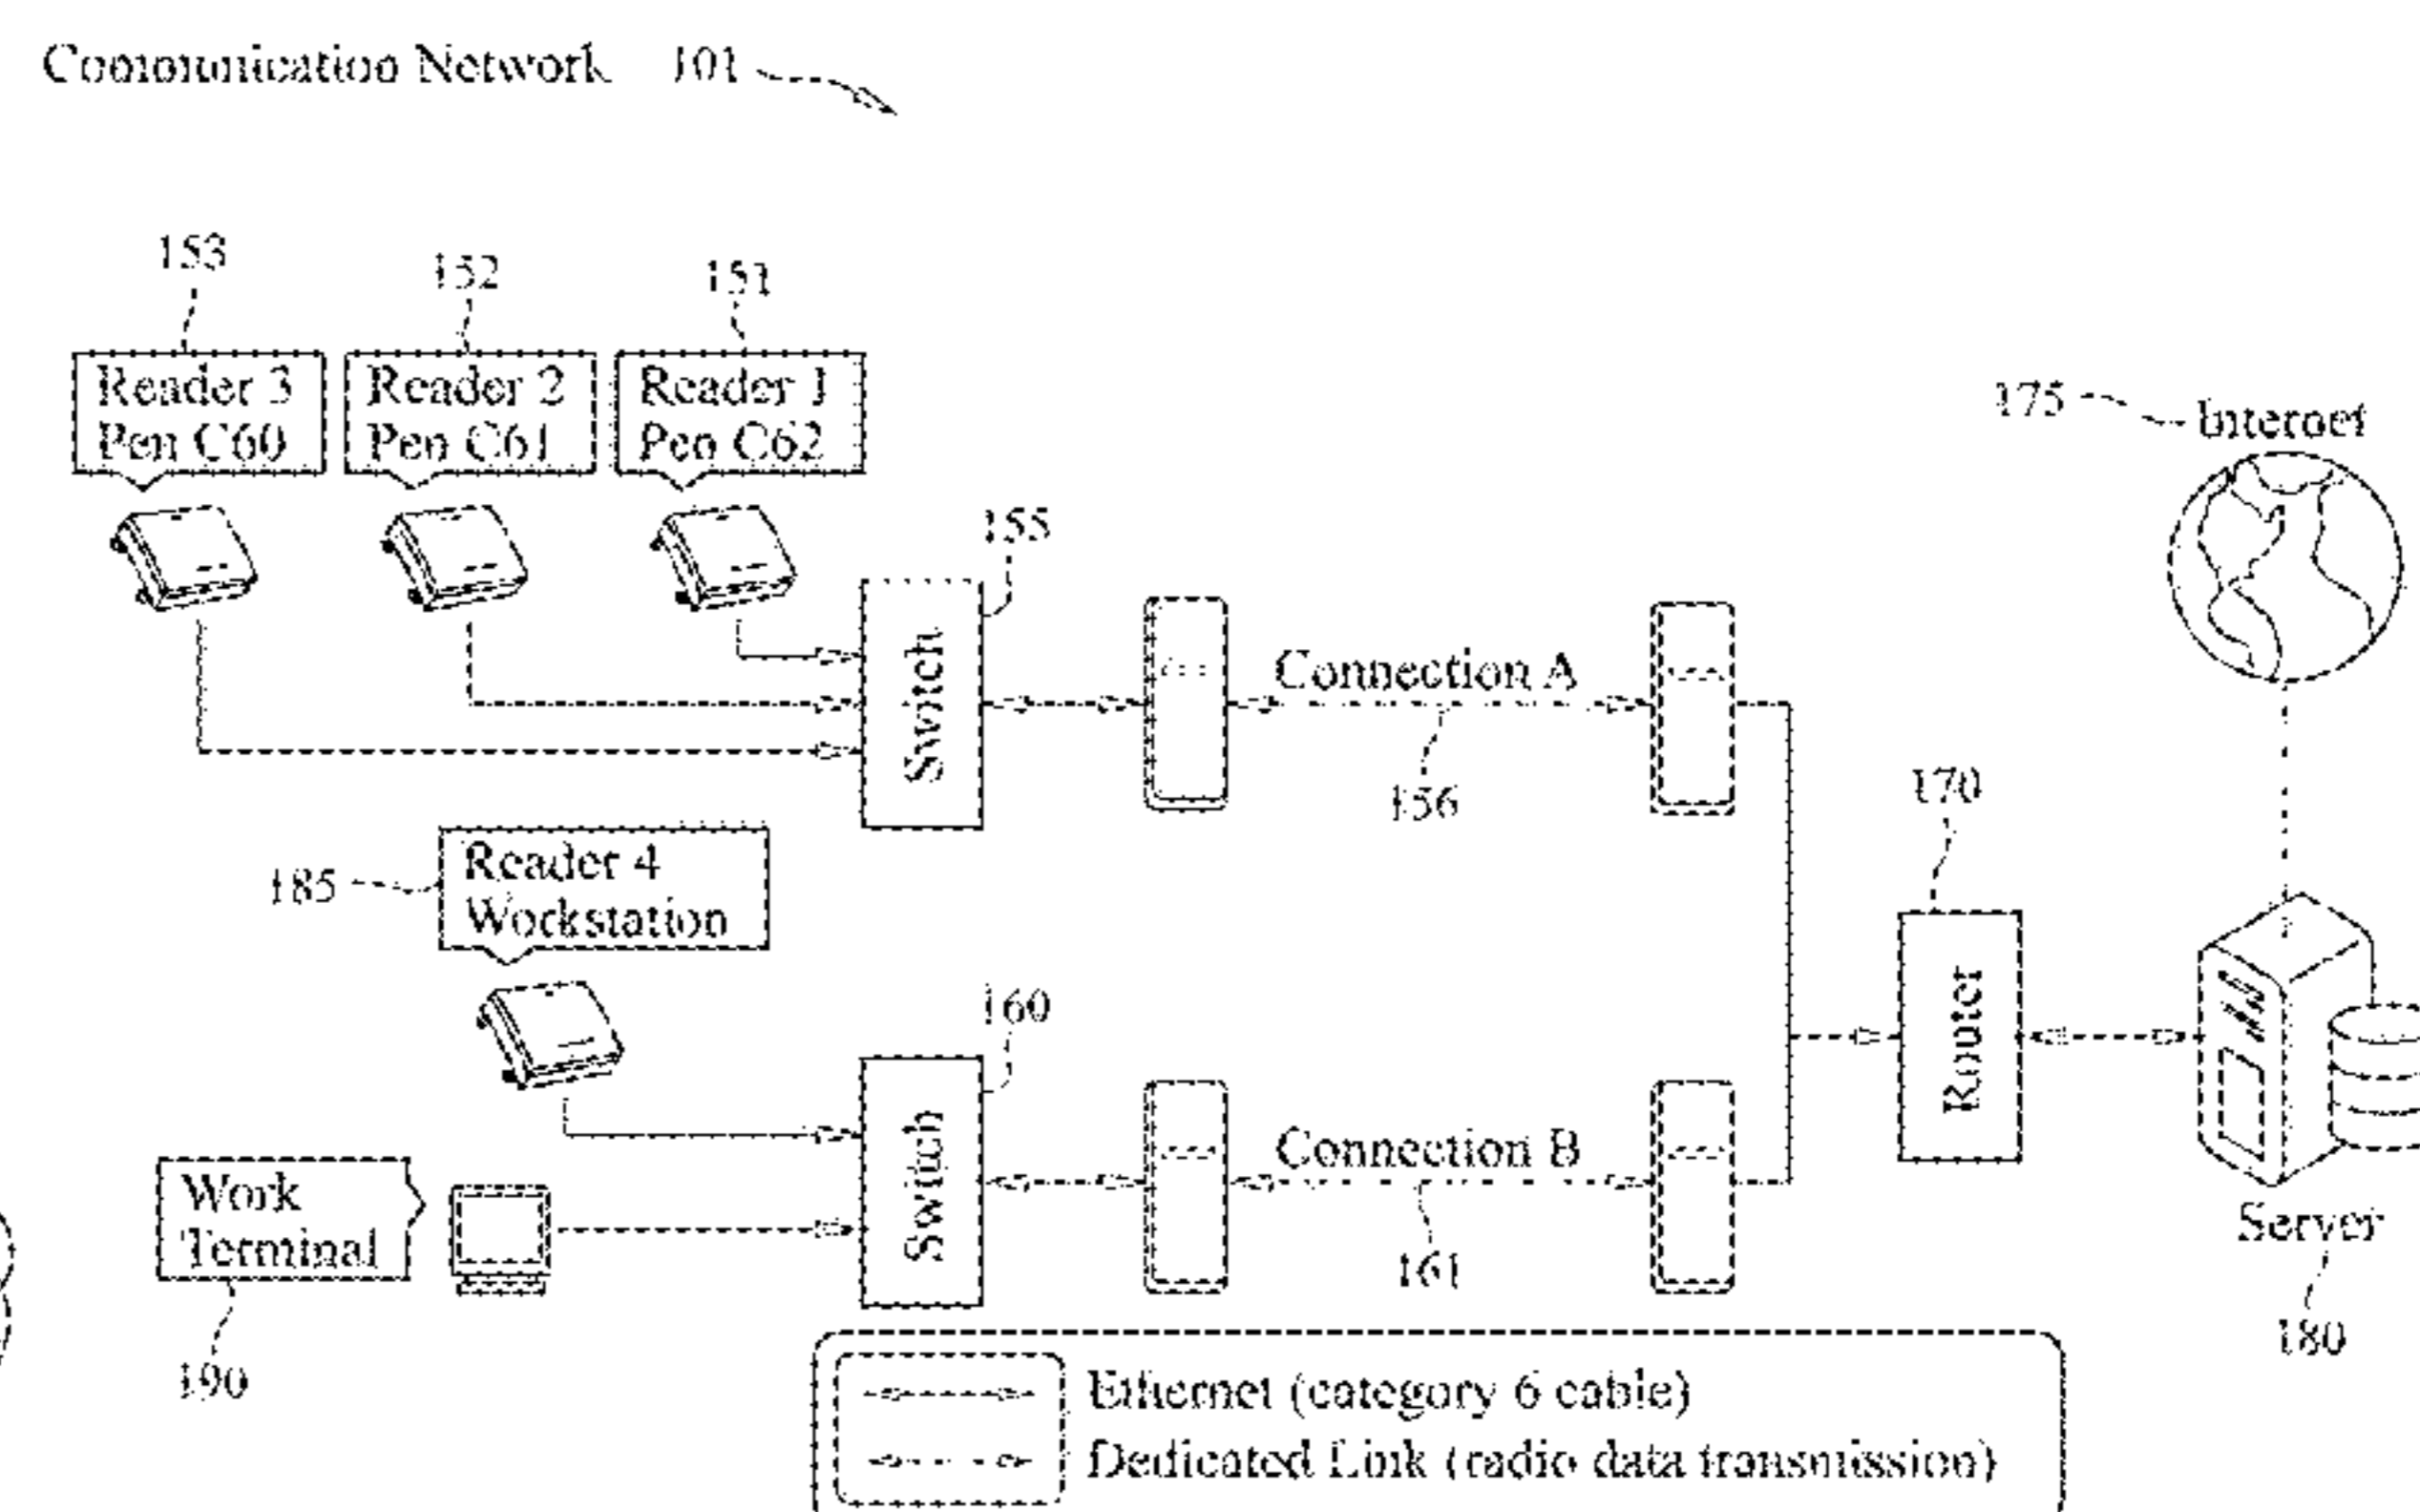 Communication Network 101
153
152
151
Reader 3
Pen C60
Reader 2
Pen C61
Reader 1
Pen C62
175
Internet
155
Switch
Connection A
156
170
Router
185
Reader 4
Workstation
160
Switch
Connection B
161
Work
Terminal
190
Server
180
Ethernet (category 6 cable)
Dedicated Link (radio data transmission)